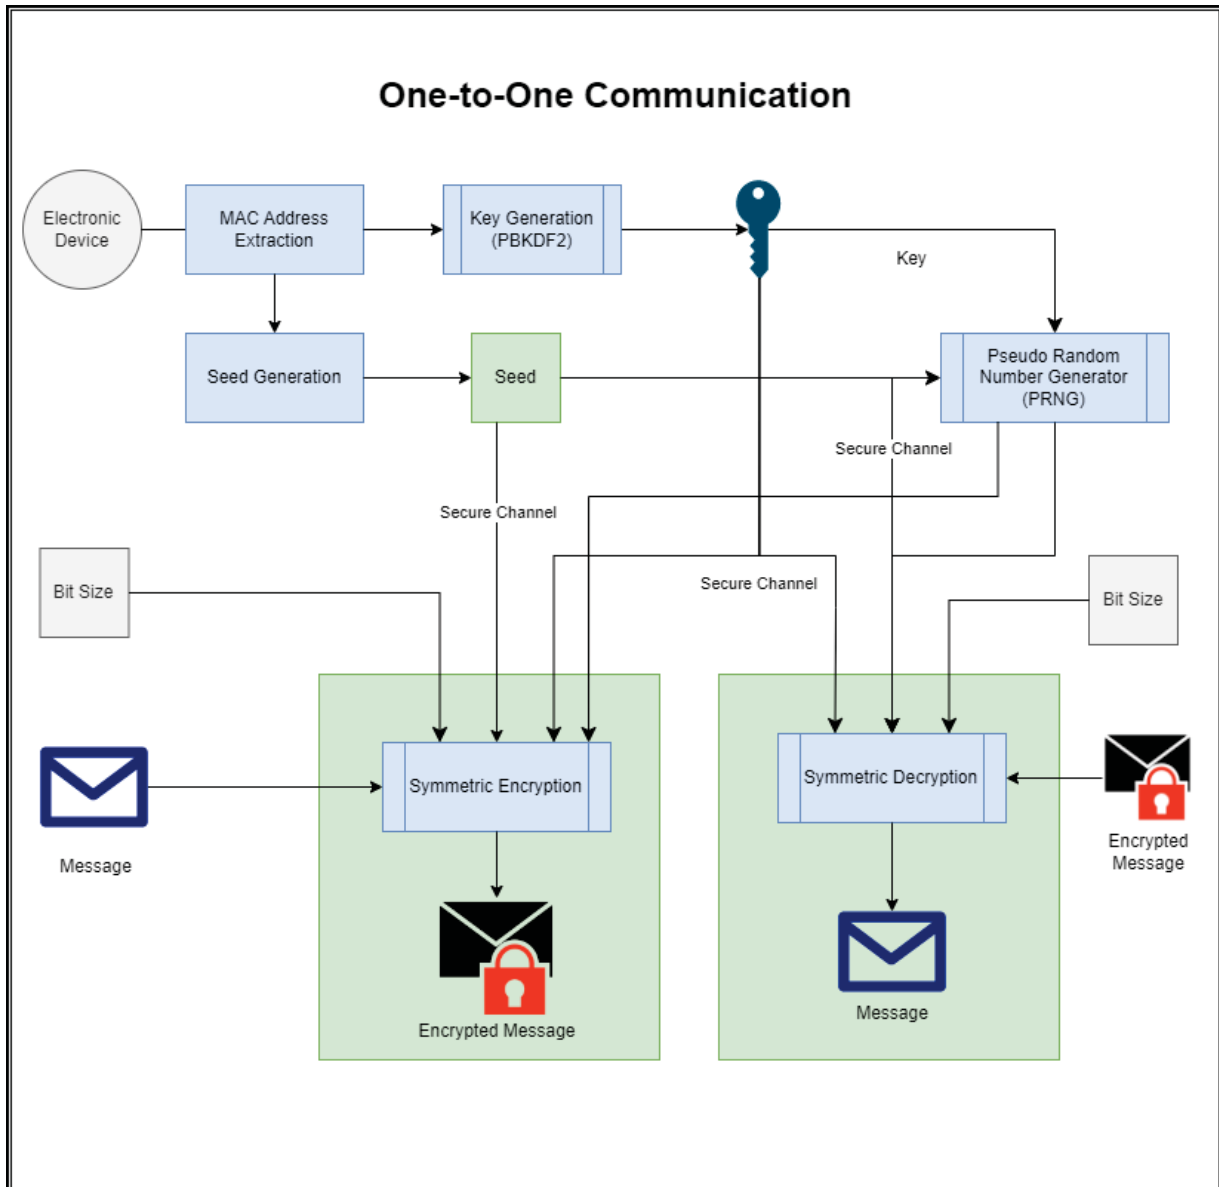 One-to-One Communication
Electronic
Device
MAC Address
Extraction
Key Generation
(PBKDF2)
Key
Seed Generation
Seed
Pseudo Random
Number Generator
(PRNG)
Secure Channel
Secure Channel
Secure Channel
Bit Size
Bit Size
Symmetric Encryption
Symmetric Decryption
Message
Encrypted
Message
Encrypted Message
Message